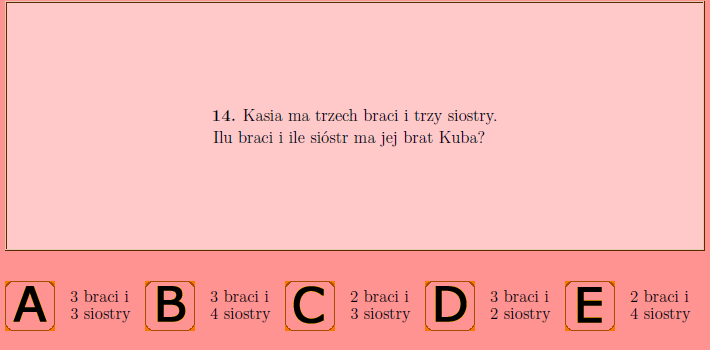 14. Kasia ma trzech braci i trzy siostry.
Ilu braci i ile sióstr ma jej brat Kuba?
A
3 braci i
3 siostry
B
3 braci i
4 siostry
C
2 braci i
3 siostry
D
3 braci i
2 siostry
E
2 braci i
4 siostry